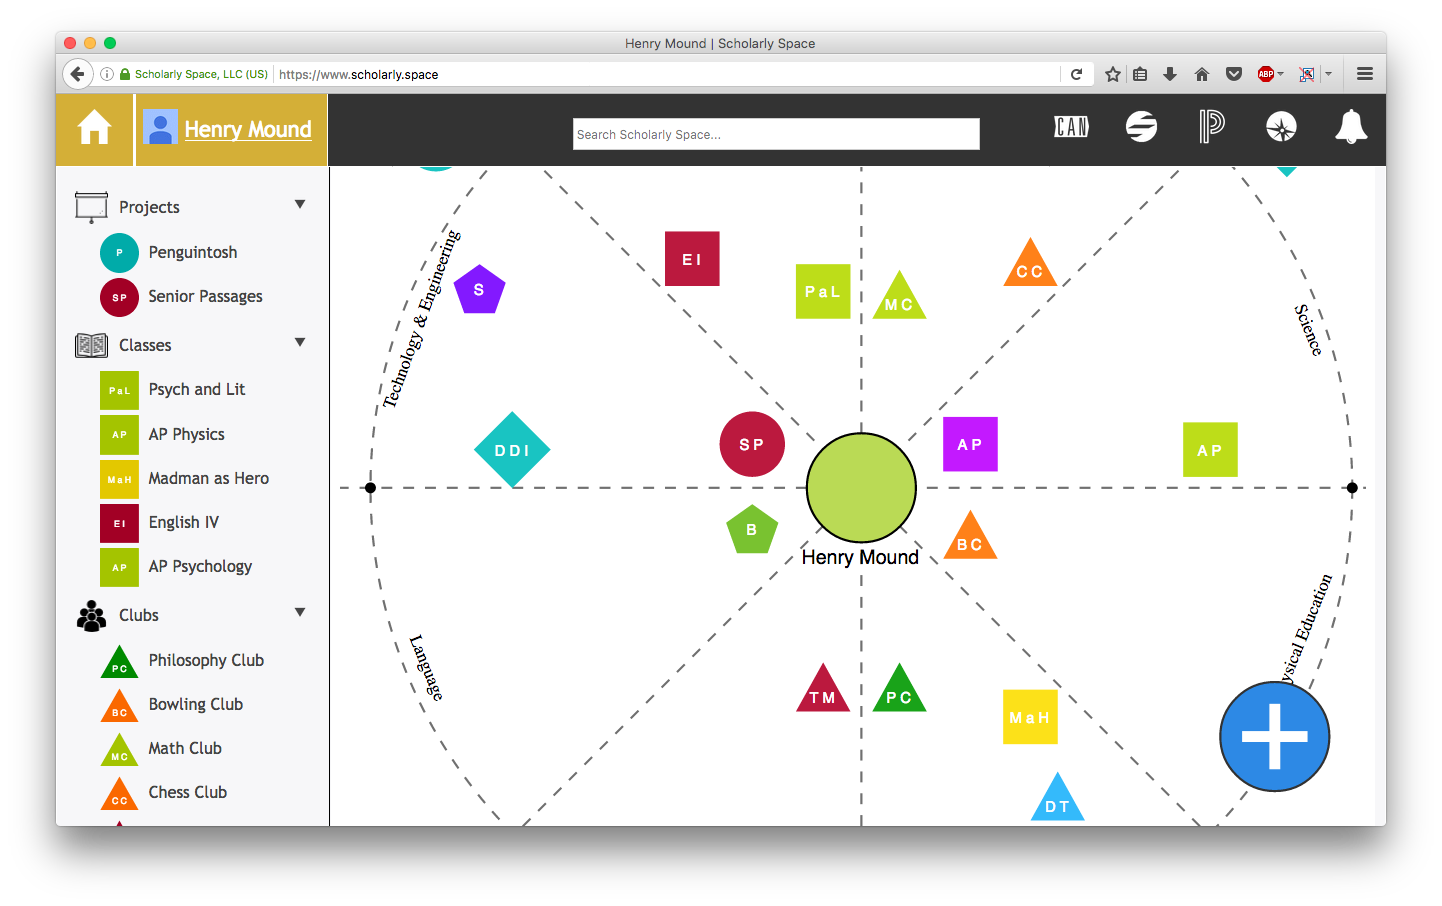 Henry Mound | Scholarly Space
Scholarly Space, LLC (US)
https://www.scholarly.space
ABP
Henry Mound
Search Scholarly Space...
CAN
Projects
P
Penguintosh
SP
Senior Passages
Classes
PaL
Psych and Lit
AP
AP Physics
MaH
Madman as Hero
EI
English IV
AP
AP Psychology
Clubs
PC
Philosophy Club
BC
Bowling Club
MC
Math Club
CC
Chess Club
Technology & Engineering
S
EI
PaL
MC
CC
Science
DDI
SP
AP
AP
B
BC
Henry Mound
Language
ysical Education
TM
PC
MaH
DT